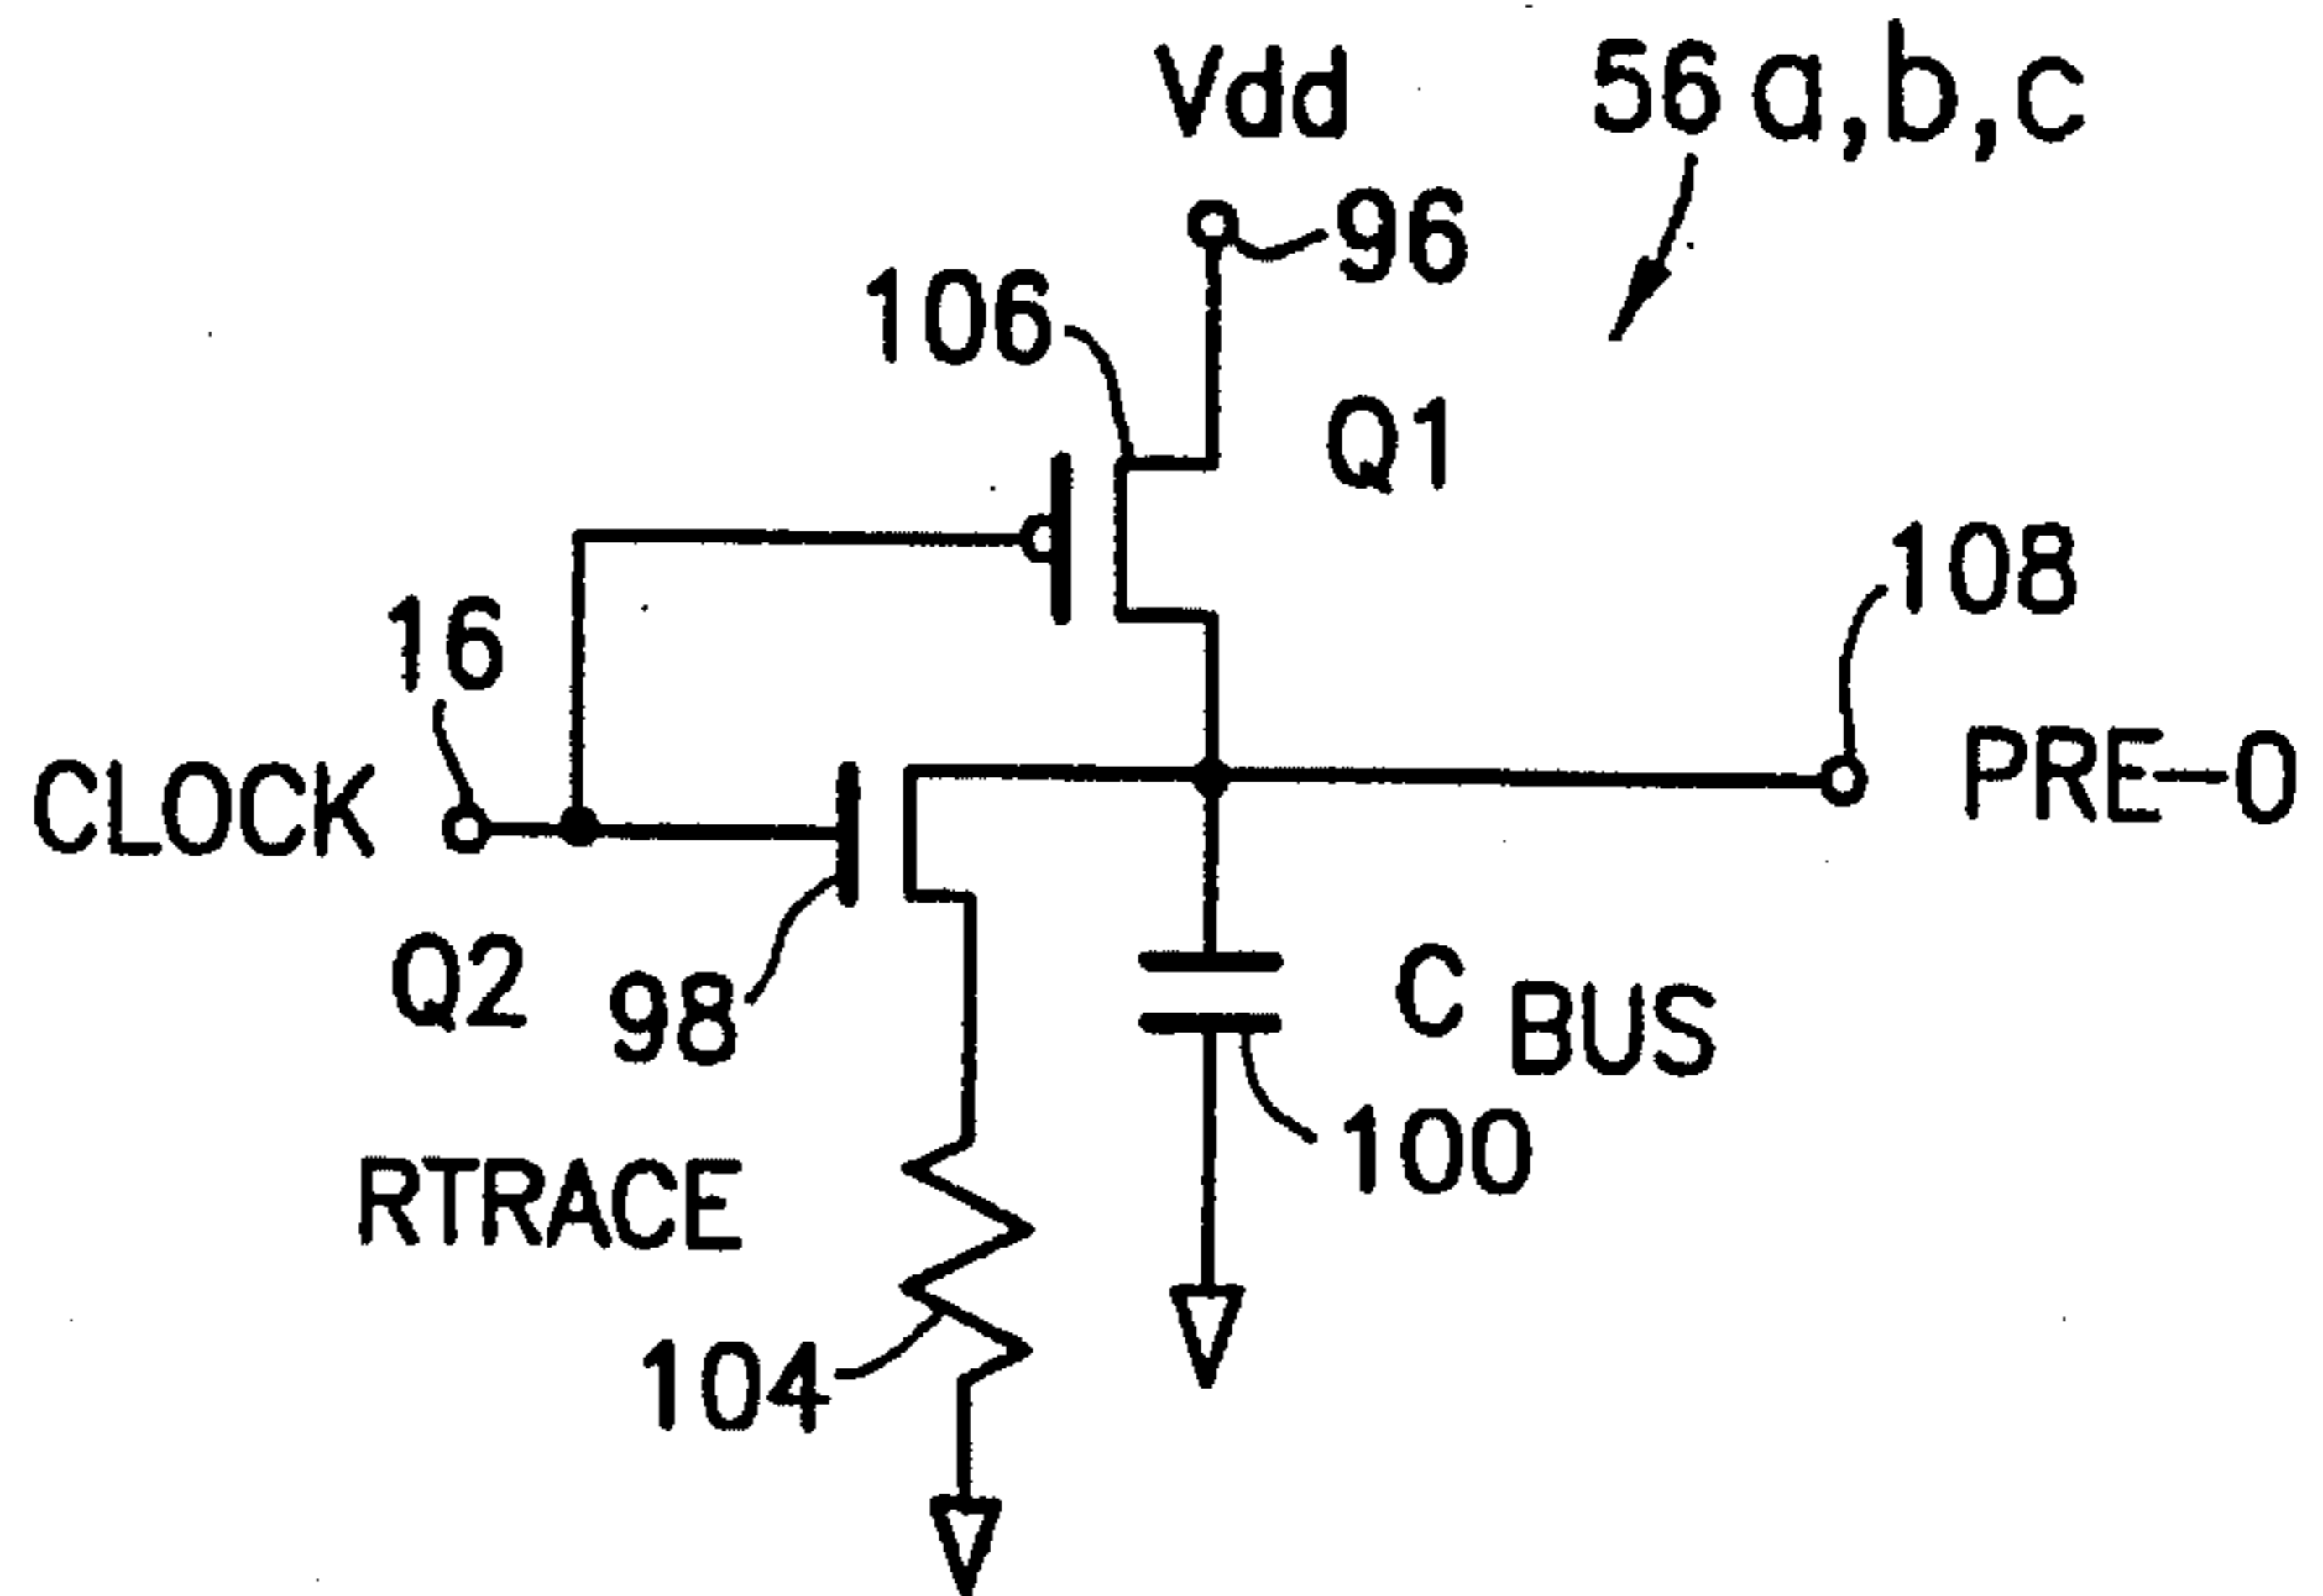 Vdd
56 a,b,c
96
106
Q1
108
16
CLOCK
PRE-0
Q2
98
C BUS
100
RTRACE
104